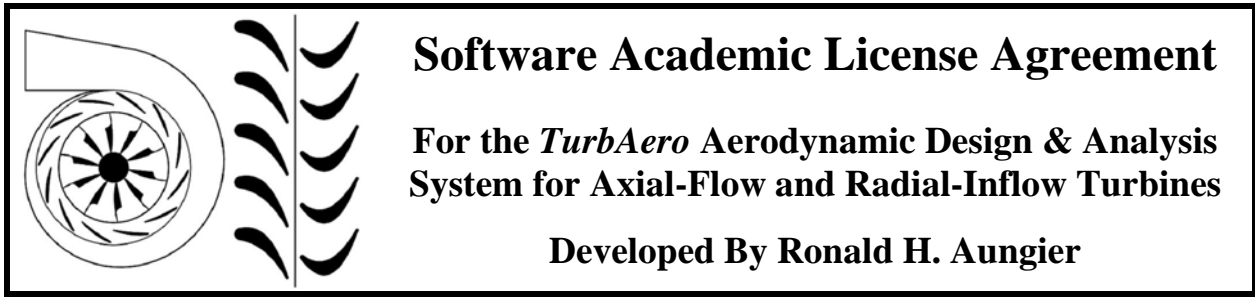 Software Academic License Agreement
For the TurbAero Aerodynamic Design & Analysis
System for Axial-Flow and Radial-Inflow Turbines
Developed By Ronald H. Aungier